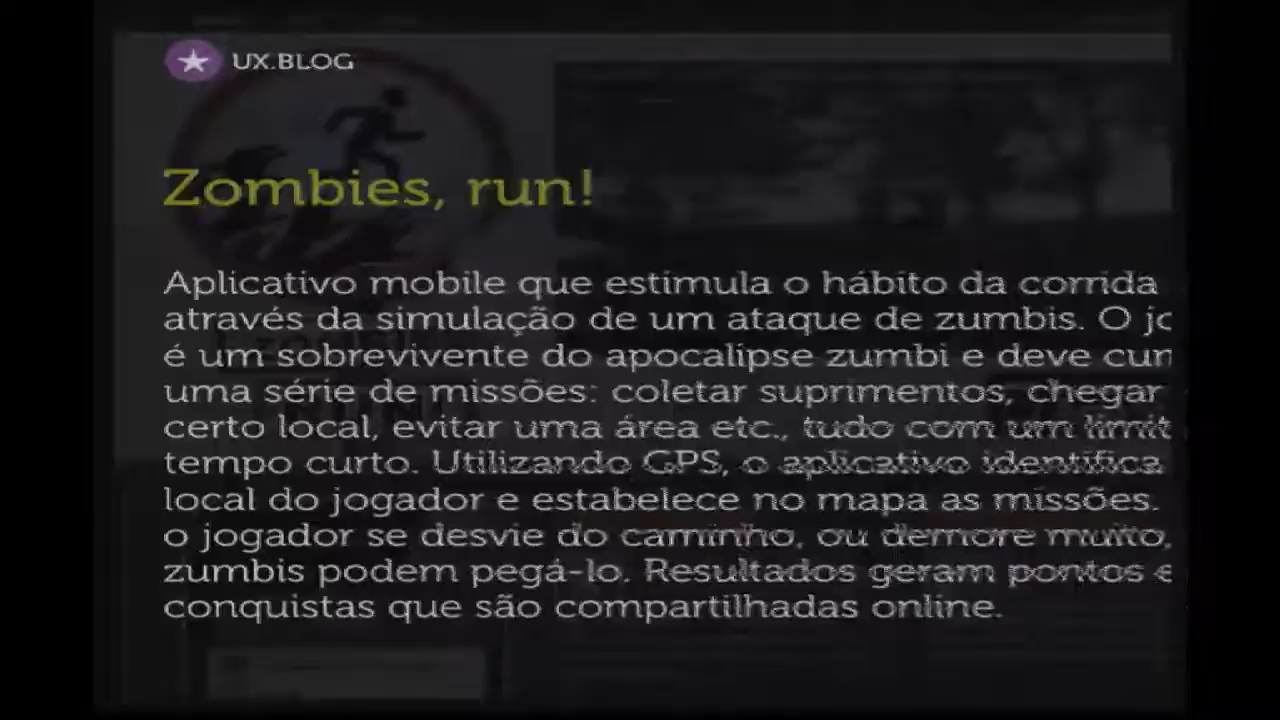 UX.BLOG
Zombies, run!
Aplicativo mobile que estimula o hábito da corrida
através da simulação de um ataque de zumbis. O jo
é um sobrevivente do apocalipse zumbi e deve cum
uma série de missões: coletar suprimentos, chegar
certo local, evitar uma área etc., tudo com um limit
tempo curto. Utilizando GPS, o aplicativo identifica
local do jogador e estabelece no mapa as missões.
o jogador se desvie do caminho, ou demore muito,
zumbis podem pegá-lo. Resultados geram pontos e
conquistas que são compartilhadas online.